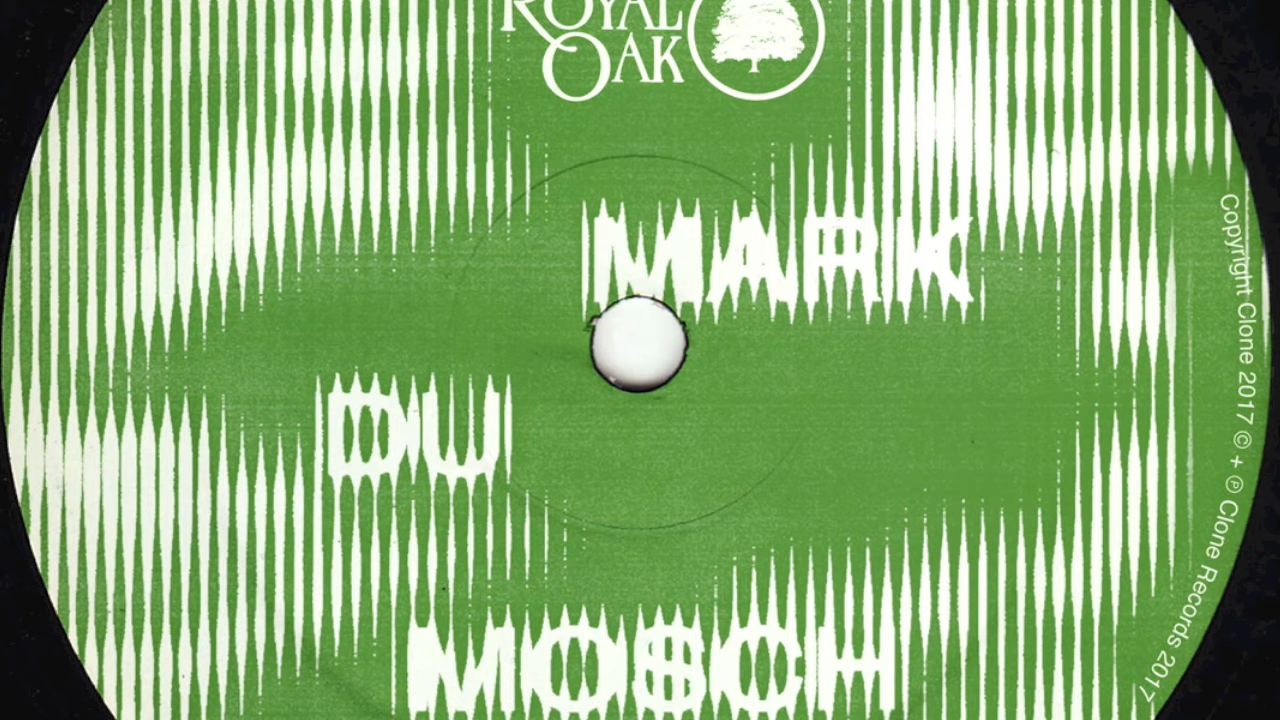 ROYAL
OAK
MARK
DU
MOSCH
Copyright Clone 2017 © + ℗ Clone Records 2017